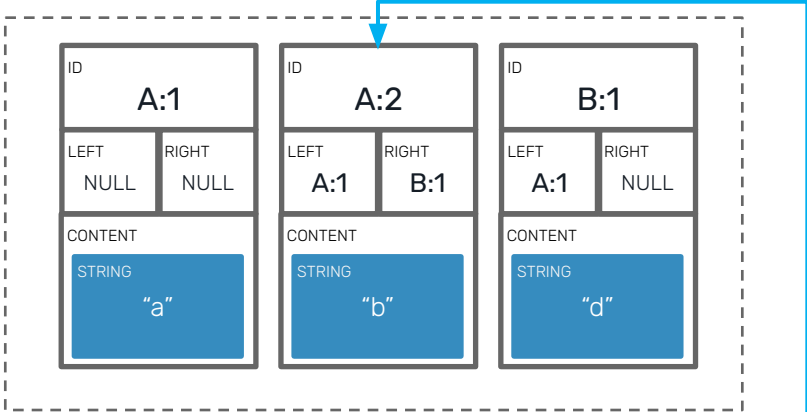 ID
A:1
LEFT
NULL
RIGHT
NULL
CONTENT
STRING
“a”
ID
A:2
LEFT
A:1
RIGHT
B:1
CONTENT
STRING
“b”
ID
B:1
LEFT
A:1
RIGHT
NULL
CONTENT
STRING
“d”